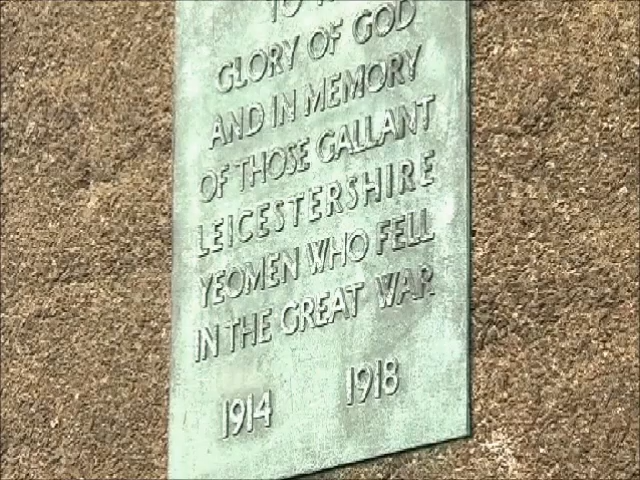 TO
GLORY OF GOD
AND IN MEMORY
OF THOSE GALLANT
LEICESTERSHIRE
YEOMEN WHO FELL
IN THE GREAT WAR
1914 1918